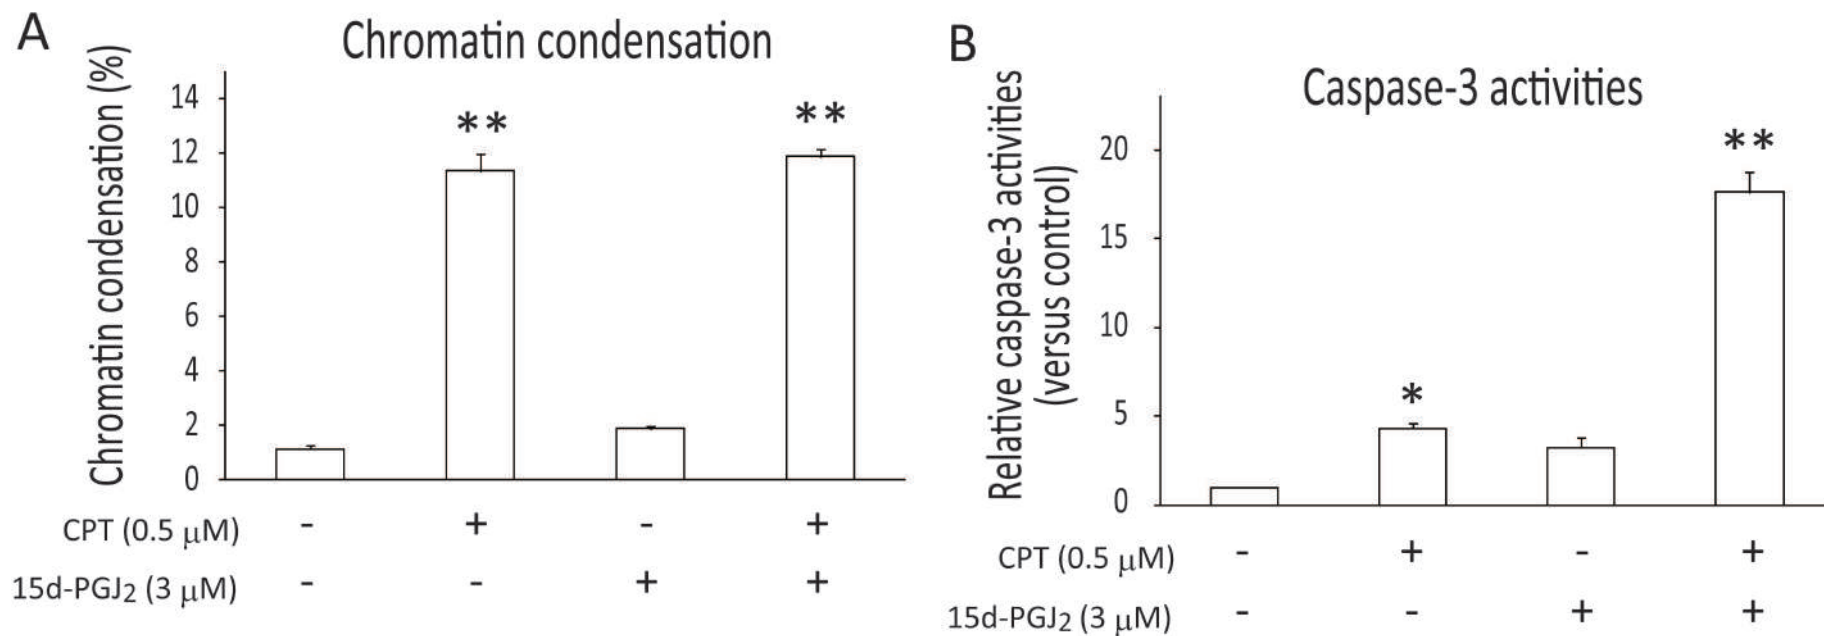 A
Chromatin condensation
Chromatin condensation (%)
14
12
10
8
6
4
2
0
** **
CPT (0.5 μM) - + - +
15d-PGJ2 (3 μM) - - + +
B
Caspase-3 activities
Relative caspase-3 activities
(versus control)
20
15
10
5
0
* **
CPT (0.5 μM) - + - +
15d-PGJ2 (3 μM) - - + +